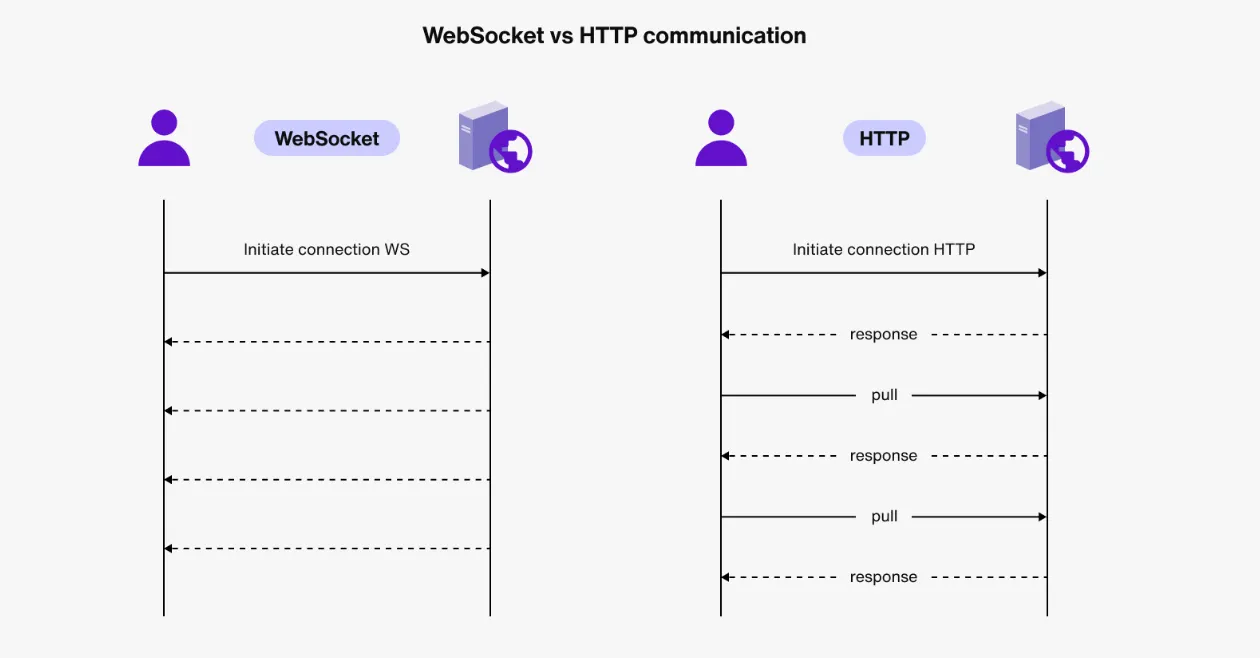 WebSocket vs HTTP communication
WebSocket
Initiate connection WS
HTTP
Initiate connection HTTP
response
pull
response
pull
response